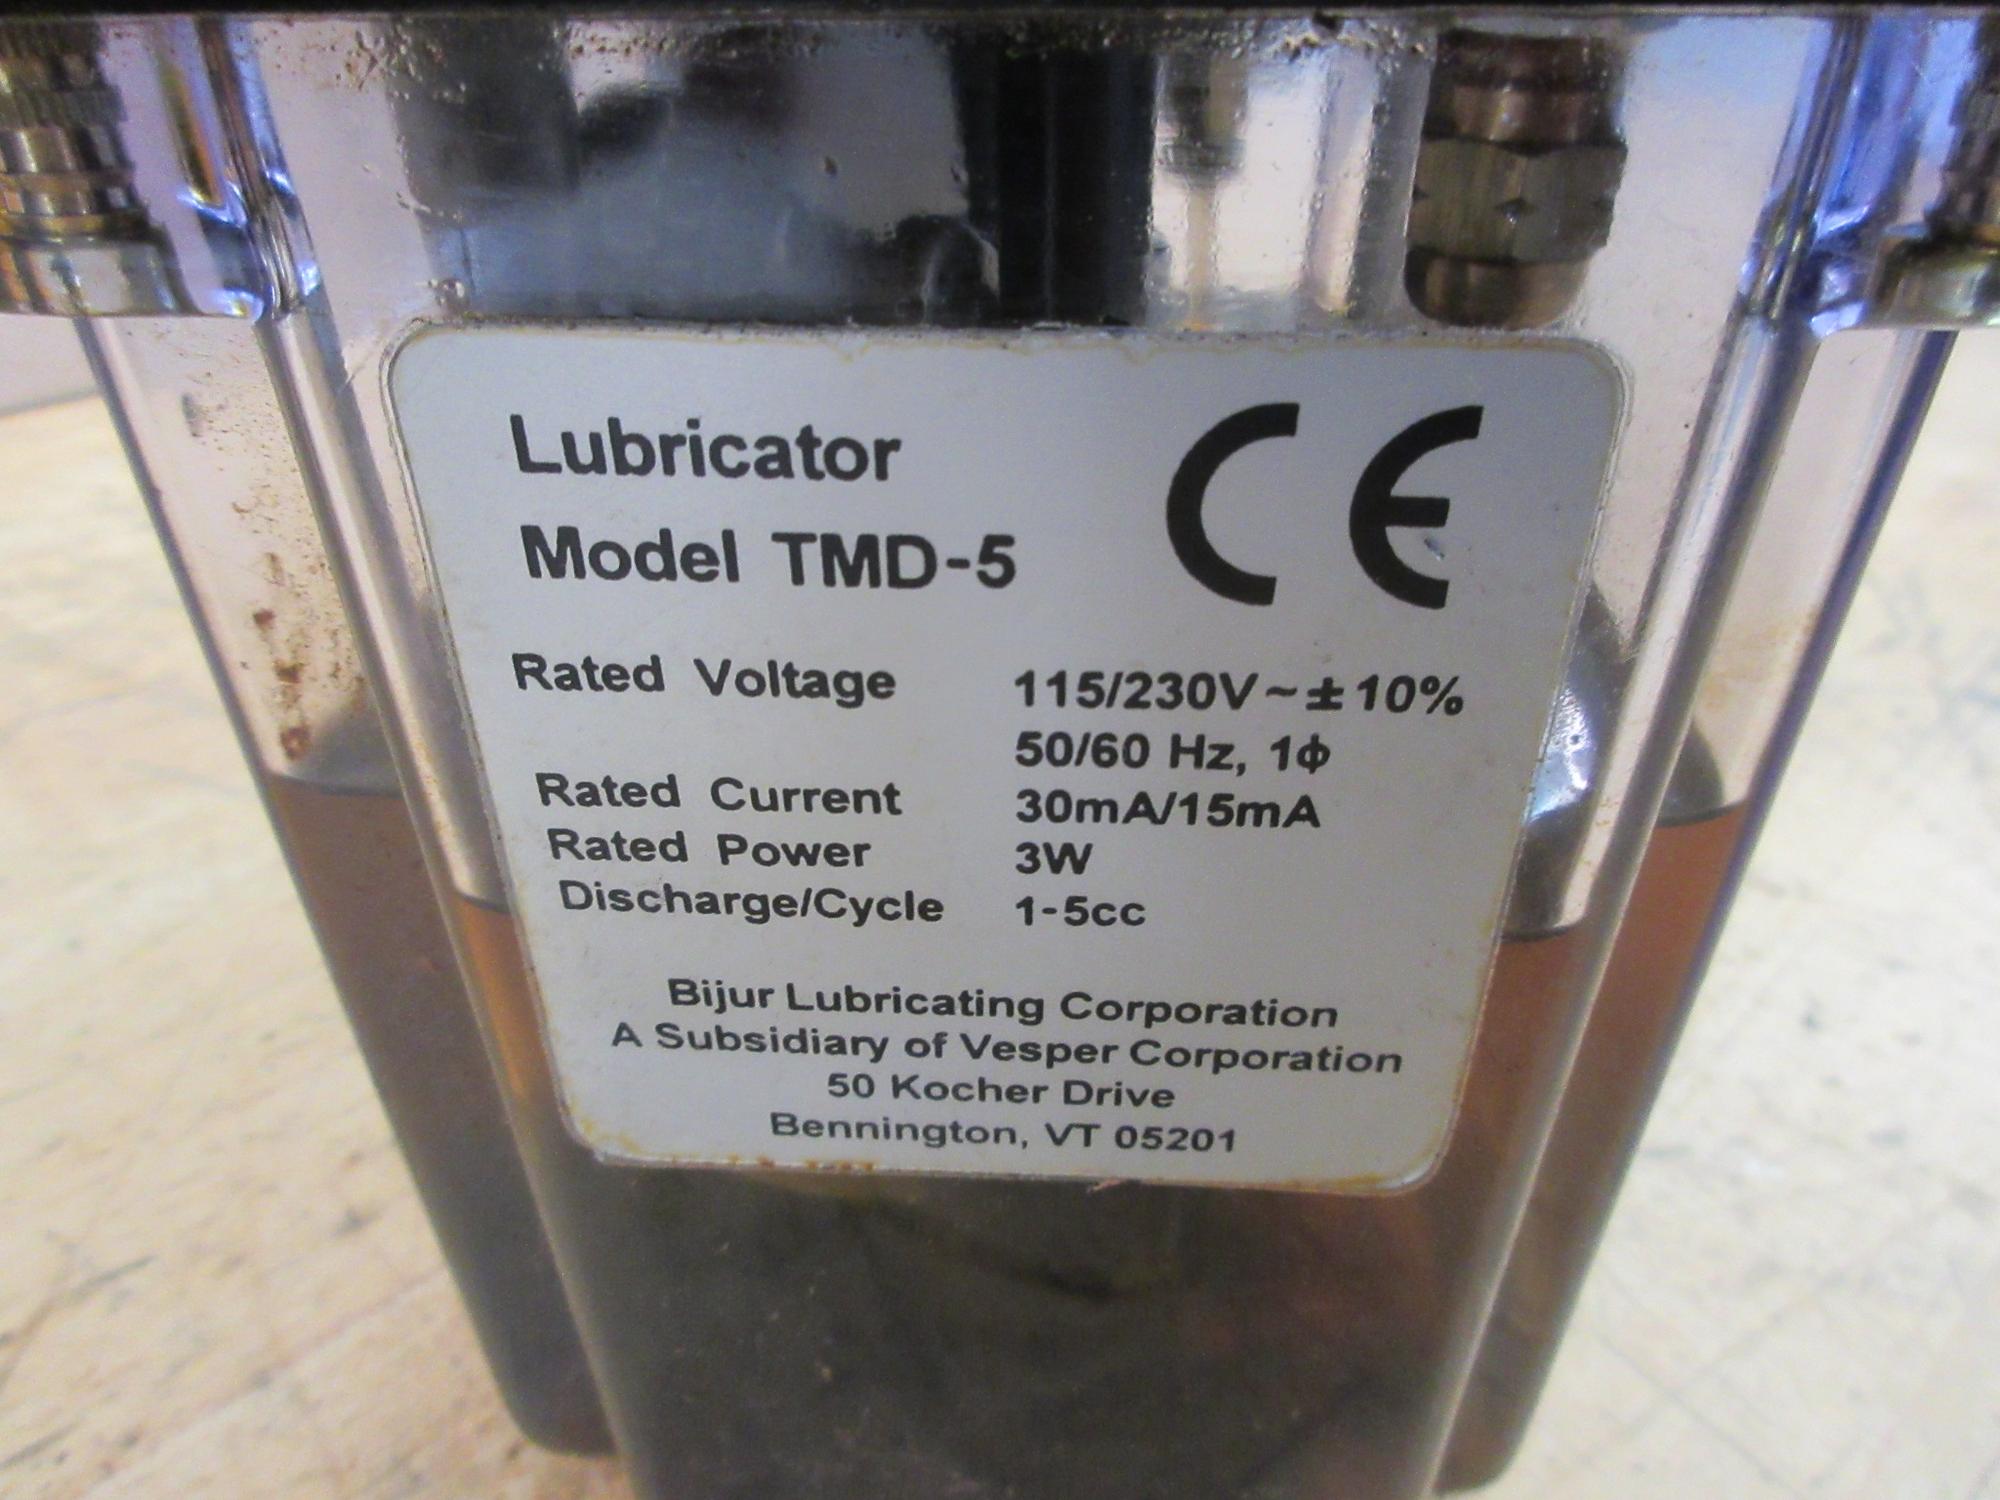 Lubricator CE
Model TMD-5
Rated Voltage 115/230V~±10%
50/60 Hz, 1ϕ
Rated Current 30mA/15mA
Rated Power 3W
Discharge/Cycle 1-5cc
Bijur Lubricating Corporation
A Subsidiary of Vesper Corporation
50 Kocher Drive
Bennington, VT 05201